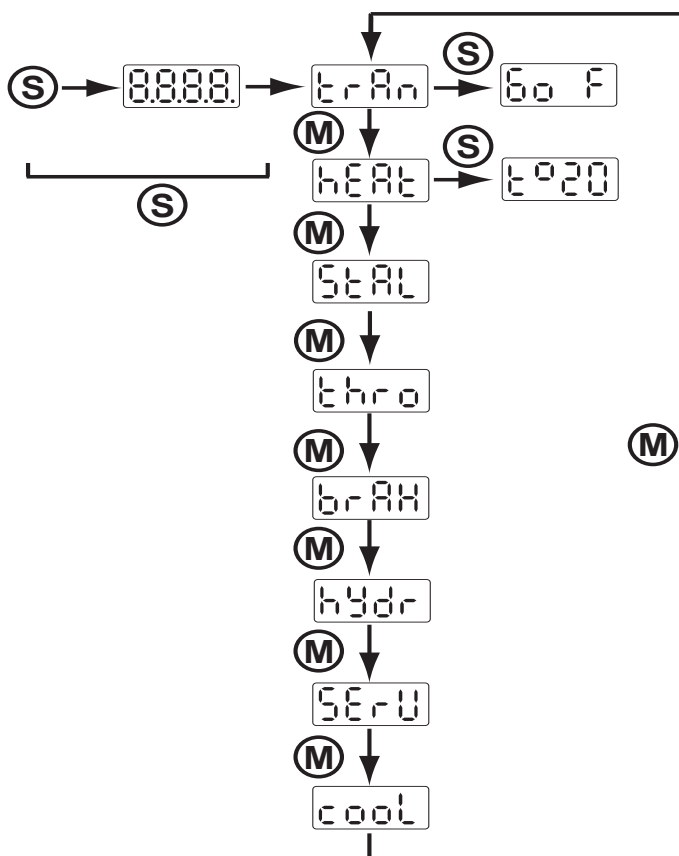 S
S 8.8.8.8. trAn Go F
M
S
hEAt t°20
S
M
StAL
M
thro
M
M
brAH
M
hYdr
M
SErU
M
cooL